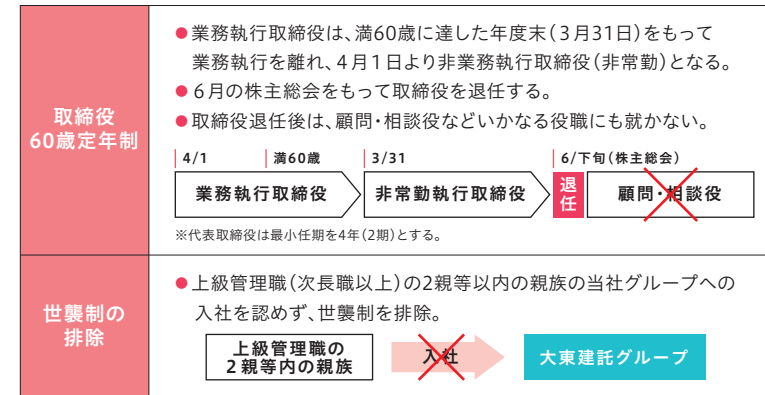 取締役
60歳定年制
●業務執行取締役は、満60歳に達した年度末(3月31日)をもって
業務執行を離れ、4月1日より非業務執行取締役(非常勤)となる。
●6月の株主総会をもって取締役を退任する。
●取締役退任後は、顧問・相談役などいかなる役職にも就かない。
4/1 満60歳 3/31 6/下旬(株主総会)
業務執行取締役 非常勤執行取締役 退任 顧問・相談役
※代表取締役は最小任期を4年(2期)とする。
世襲制の
排除
●上級管理職(次長職以上)の2親等以内の親族の当社グループへの
入社を認めず、世襲制を排除。
上級管理職の
2親等内の親族
入社
大東建託グループ